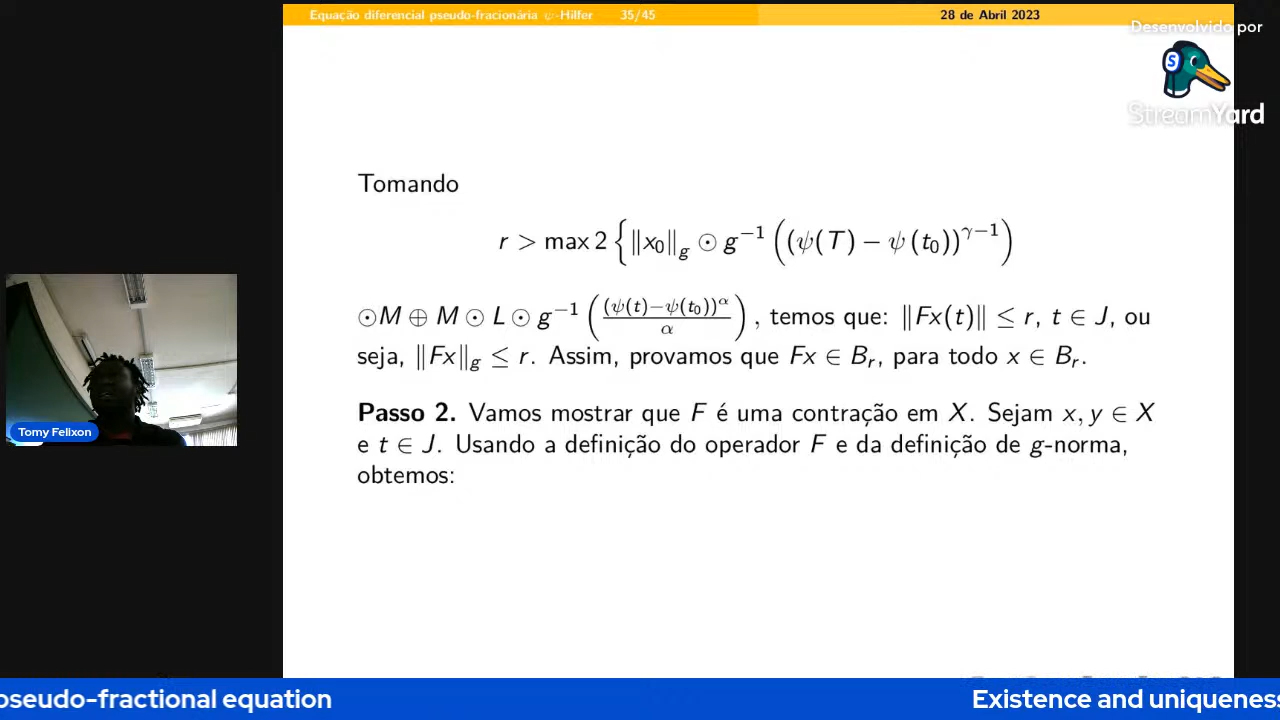 Equação diferencial pseudo-fracionária ψ-Hilfer 35/45 28 de Abril 2023
Desenvolvido por
StreamYard
Tomando
r > max 2 { ‖x₀‖_g ⊙ g⁻¹ ( (ψ(T) − ψ (t₀))^{γ−1} )
⊙M ⊕ M ⊙ L ⊙ g⁻¹ ( (ψ(t)−ψ(t₀))^α / α ) , temos que: ‖Fx(t)‖ ≤ r, t ∈ J, ou
seja, ‖Fx‖_g ≤ r. Assim, provamos que Fx ∈ B_r, para todo x ∈ B_r.
Passo 2. Vamos mostrar que F é uma contração em X. Sejam x, y ∈ X
e t ∈ J. Usando a definição do operador F e da definição de g-norma,
obtemos:
Tomy Felixon
pseudo-fractional equation
Existence and uniqueness